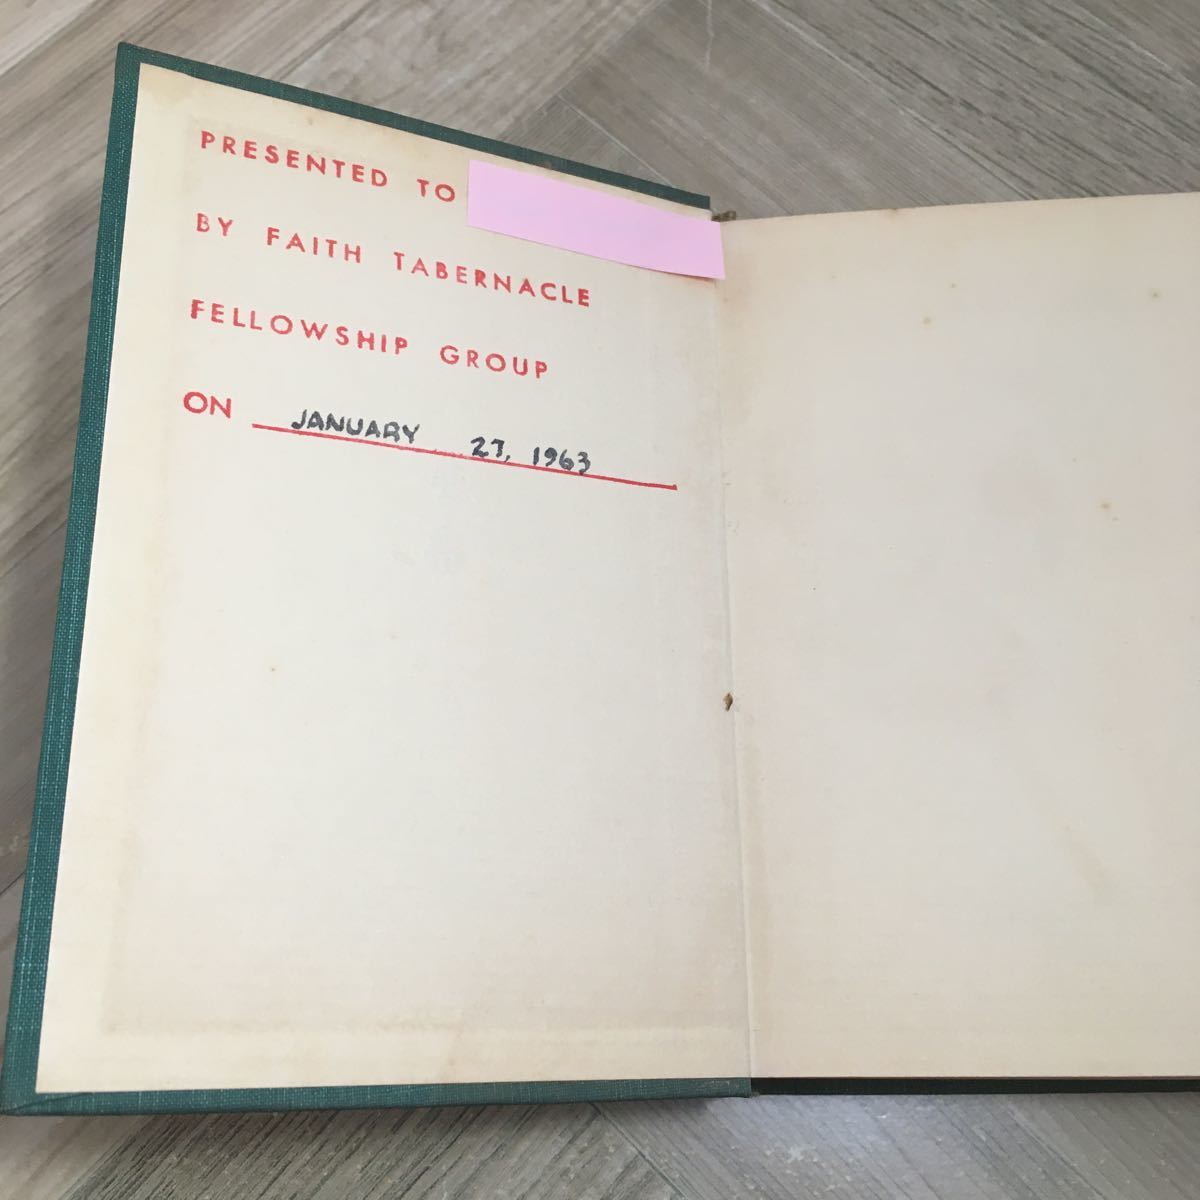 PRESENTED TO
BY FAITH TABERNACLE
FELLOWSHIP GROUP
ON JANUARY 27, 1963